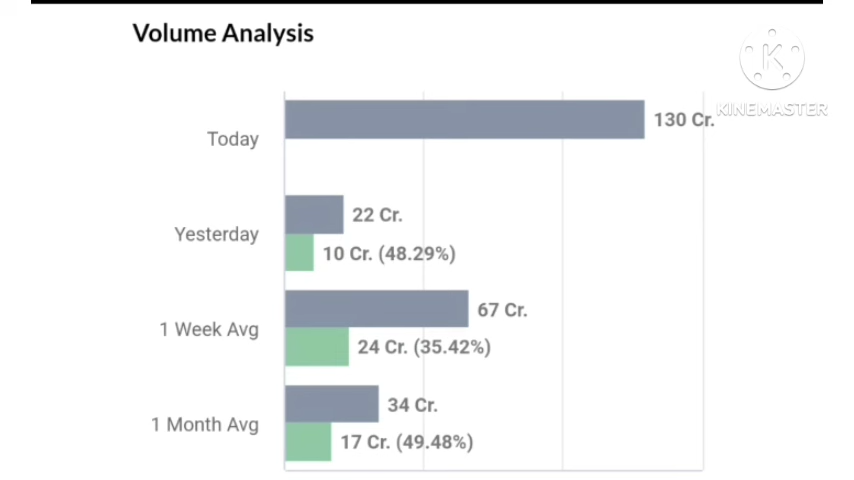 Volume Analysis
K
KINEMASTER
Today
130 Cr.
Yesterday
22 Cr.
10 Cr. (48.29%)
1 Week Avg
67 Cr.
24 Cr. (35.42%)
1 Month Avg
34 Cr.
17 Cr. (49.48%)